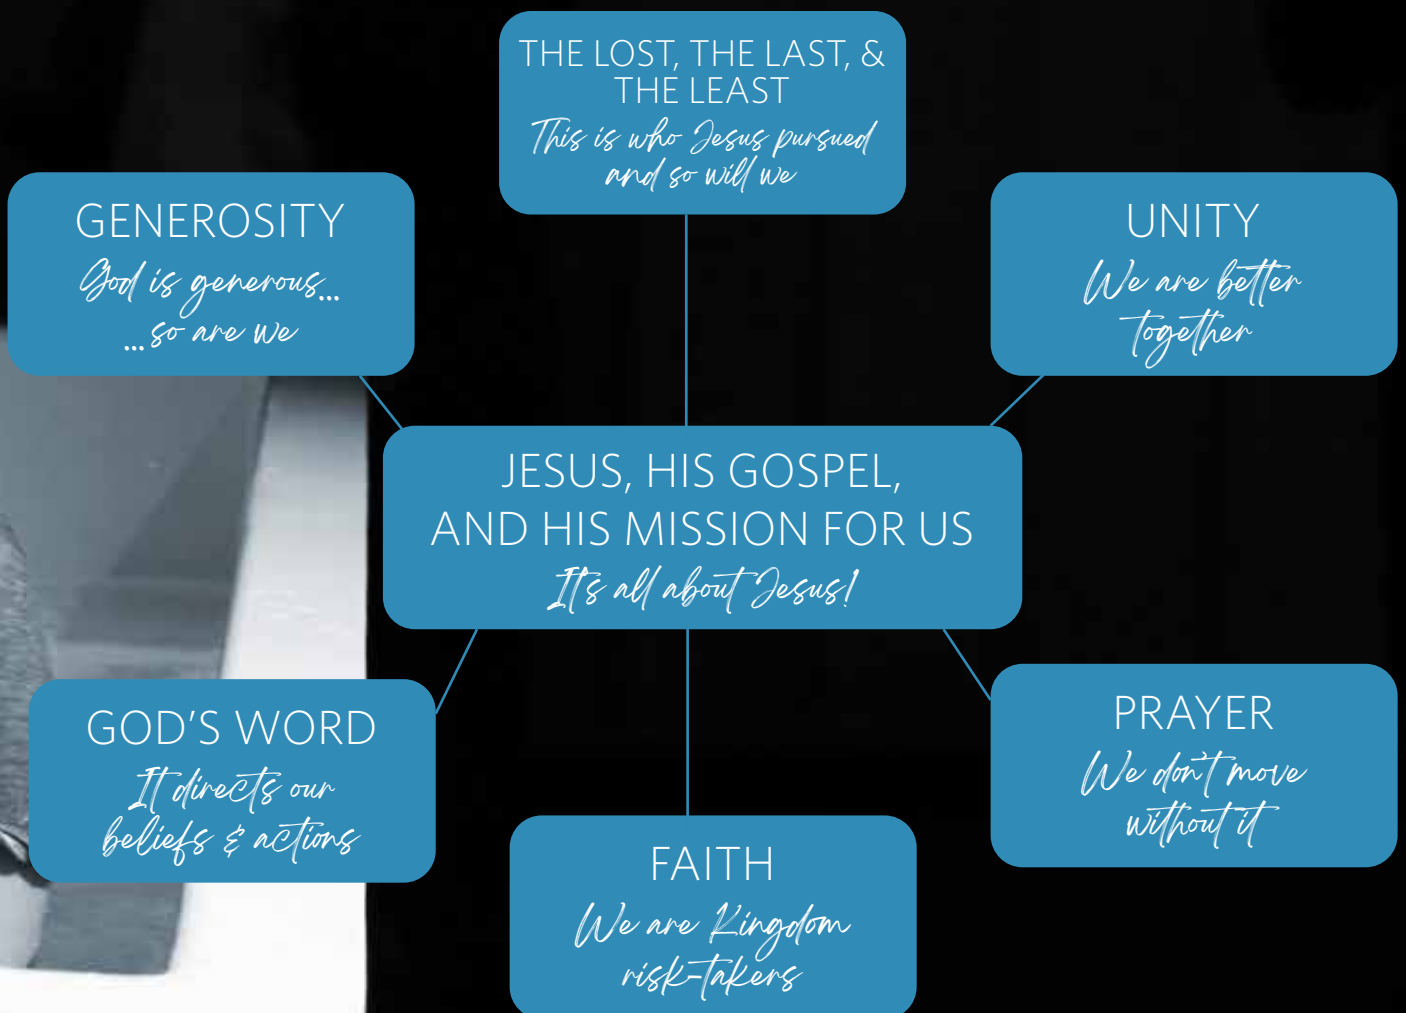 THE LOST, THE LAST, &
THE LEAST
This is who Jesus pursued
and so will we
GENEROSITY
God is generous...
...so are we
UNITY
We are better
together
JESUS, HIS GOSPEL,
AND HIS MISSION FOR US
It's all about Jesus!
GOD'S WORD
It directs our
beliefs & actions
PRAYER
We don't move
without it
FAITH
We are Kingdom
risk-takers